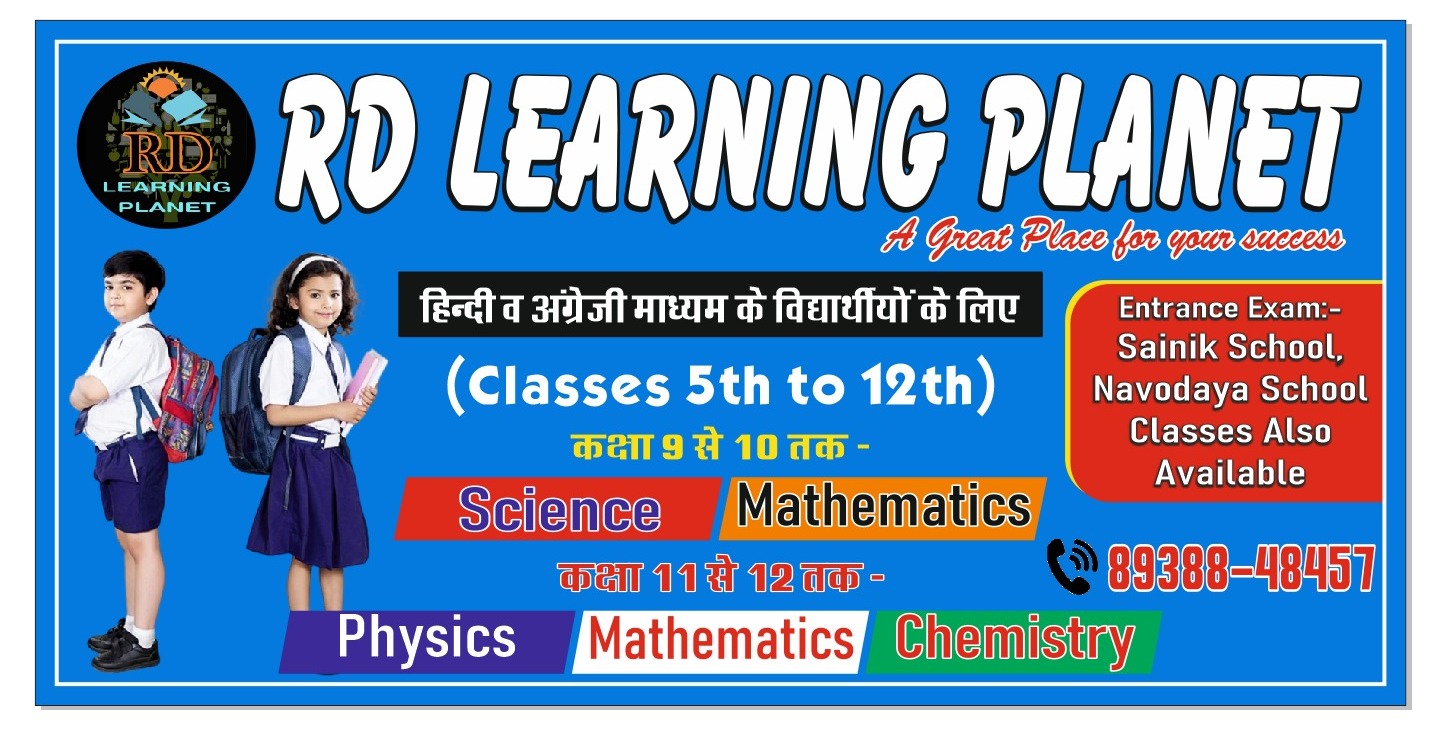 RD
LEARNING
PLANET
RD LEARNING PLANET
A Great Place for your success
हिन्दी व अंग्रेजी माध्यम के विद्यार्थीयों के लिए
(Classes 5th to 12th)
कक्षा 9 से 10 तक -
Science Mathematics
कक्षा 11 से 12 तक -
Physics Mathematics Chemistry
Entrance Exam:-
Sainik School,
Navodaya School
Classes Also
Available
89388-48457